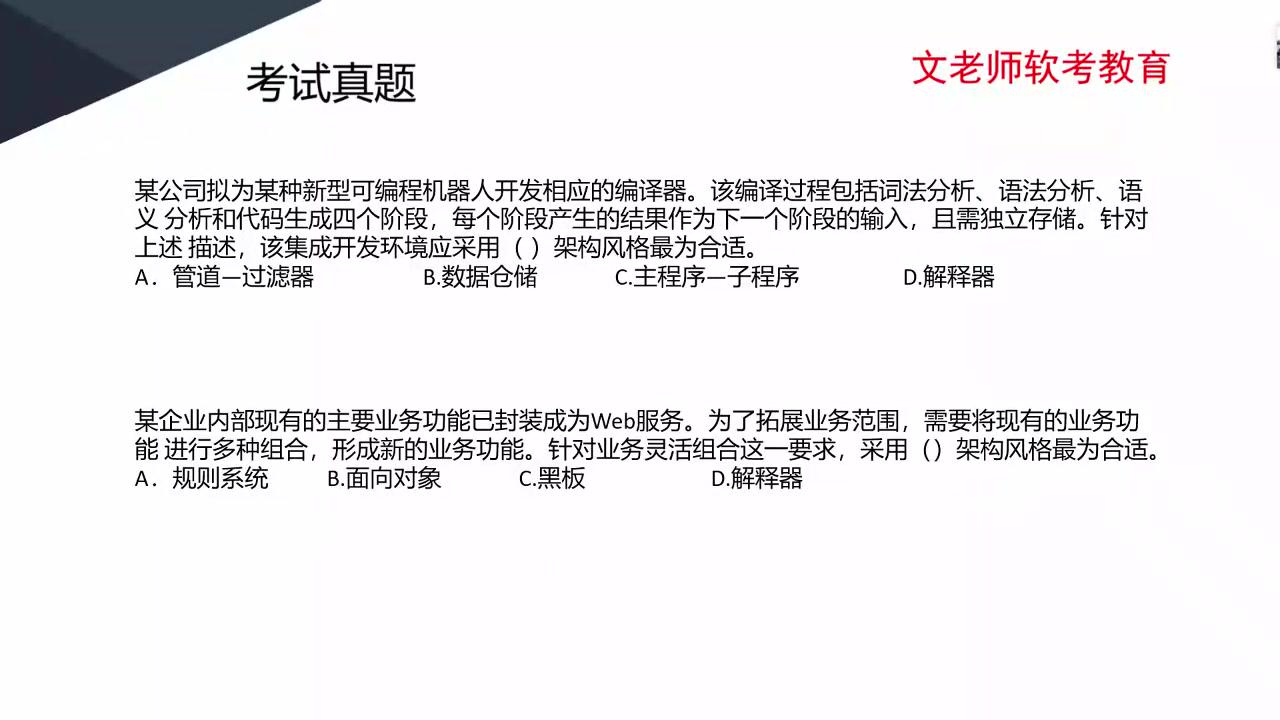 考试真题
文老师软考教育
某公司拟为某种新型可编程机器人开发相应的编译器。该编译过程包括词法分析、语法分析、语
义 分析和代码生成四个阶段，每个阶段产生的结果作为下一个阶段的输入，且需独立存储。针对
上述 描述，该集成开发环境应采用（ ）架构风格最为合适。
A．管道—过滤器 B.数据仓储 C.主程序—子程序 D.解释器
某企业内部现有的主要业务功能已封装成为Web服务。为了拓展业务范围，需要将现有的业务功
能 进行多种组合，形成新的业务功能。针对业务灵活组合这一要求，采用（）架构风格最为合适。
A．规则系统 B.面向对象 C.黑板 D.解释器